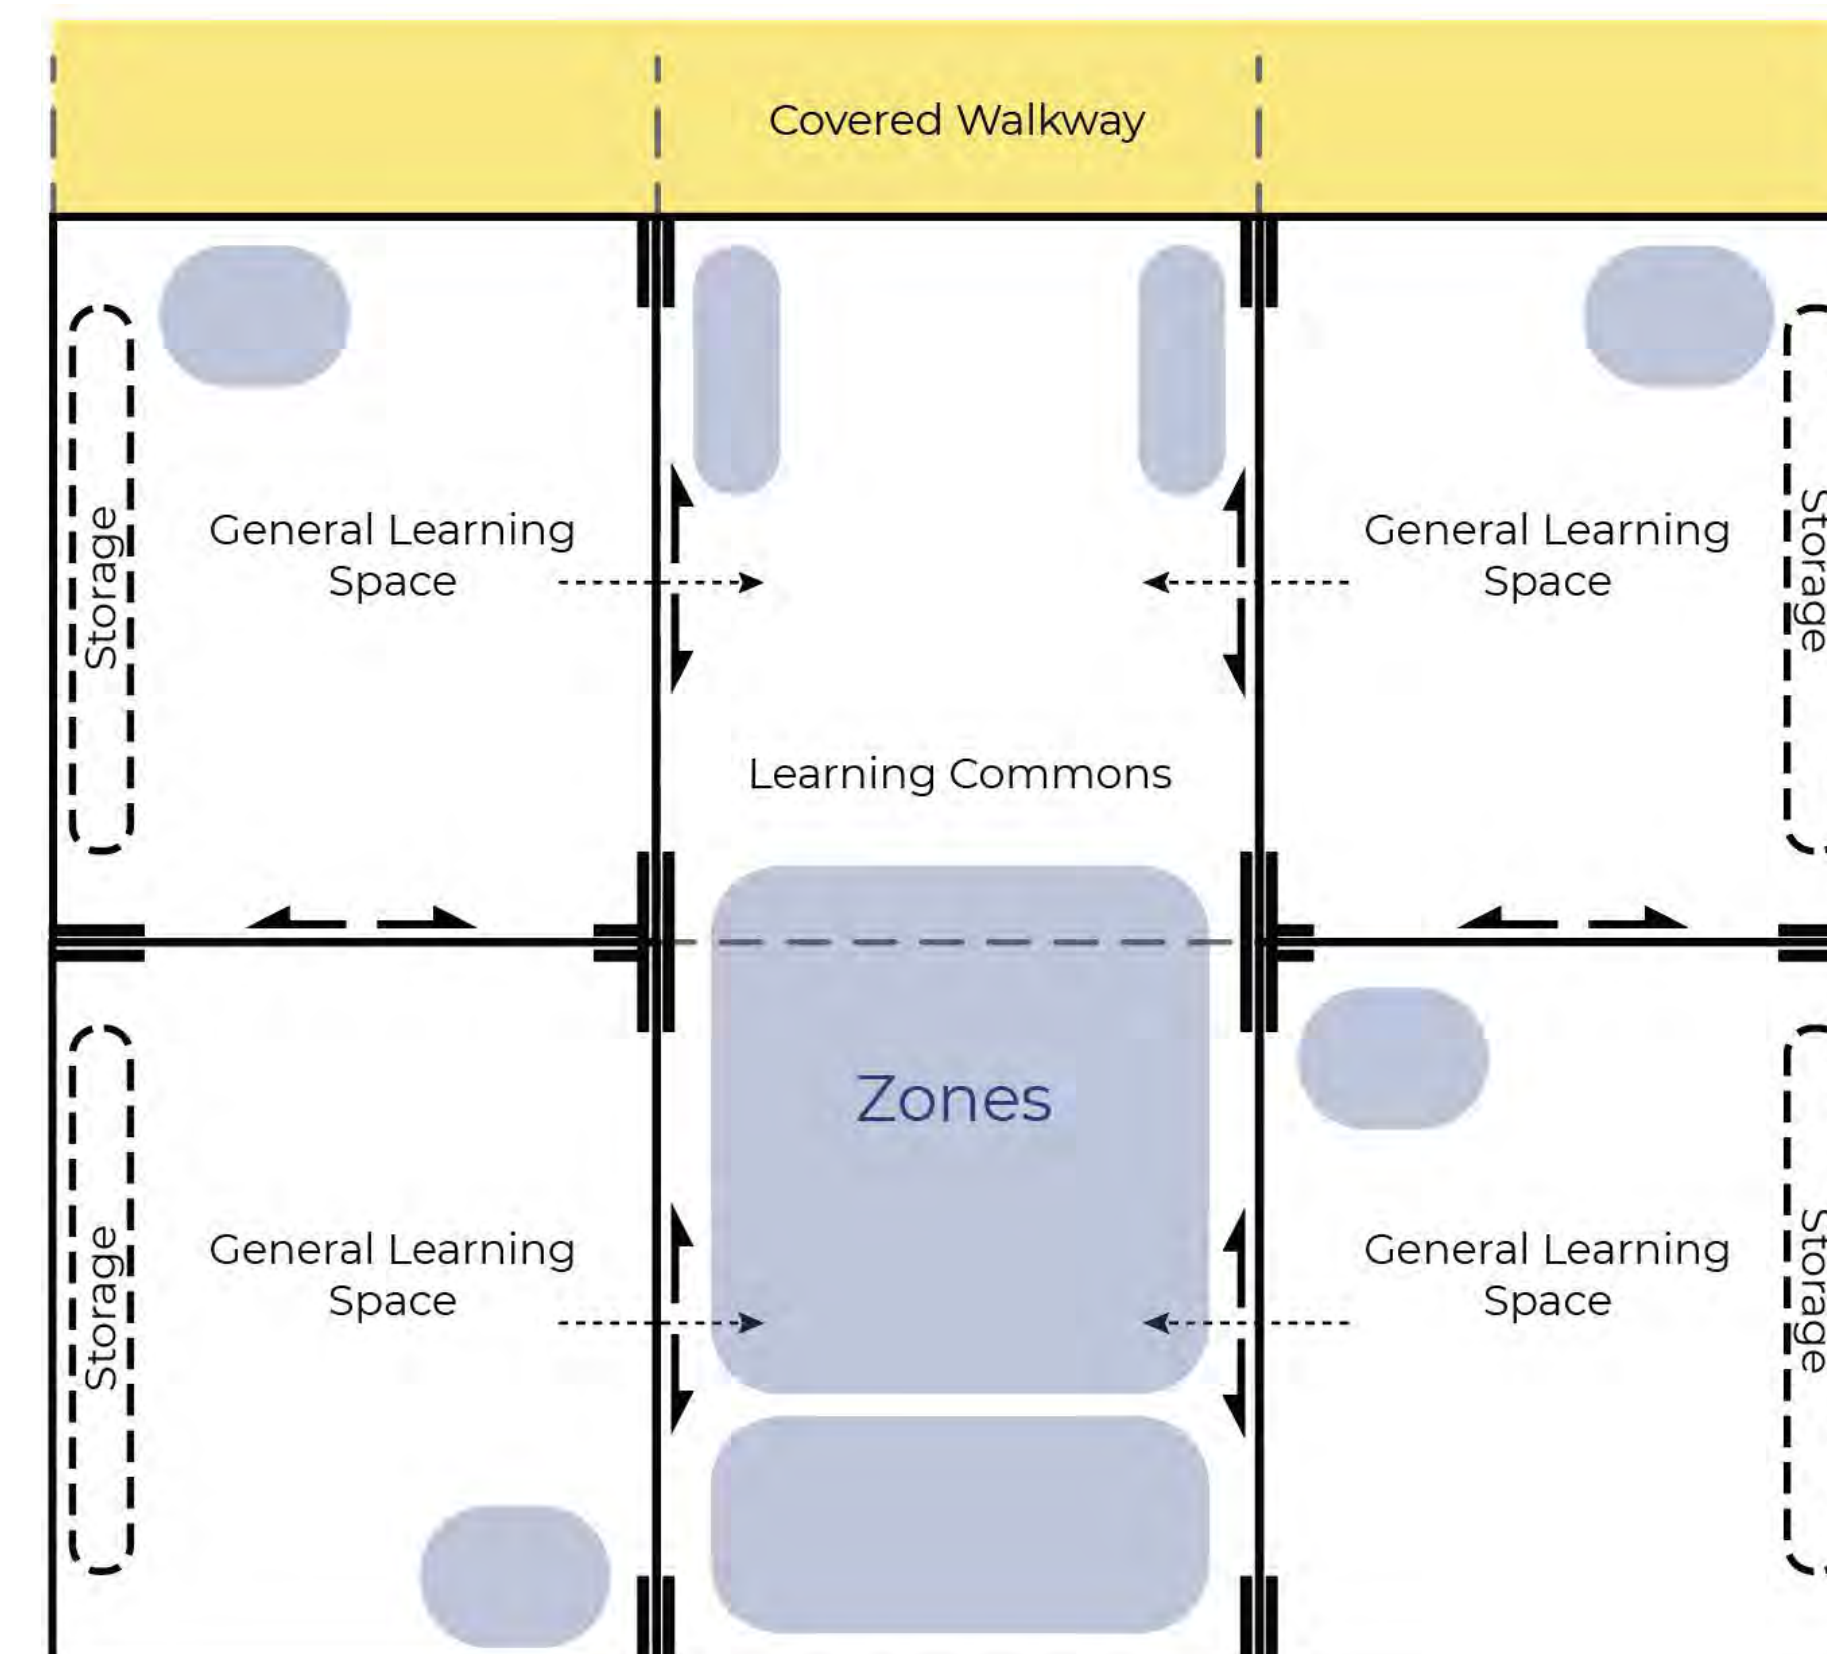 Covered Walkway
Storage
General Learning
Space
General Learning
Space
Storage
Learning Commons
Zones
Storage
General Learning
Space
General Learning
Space
Storage